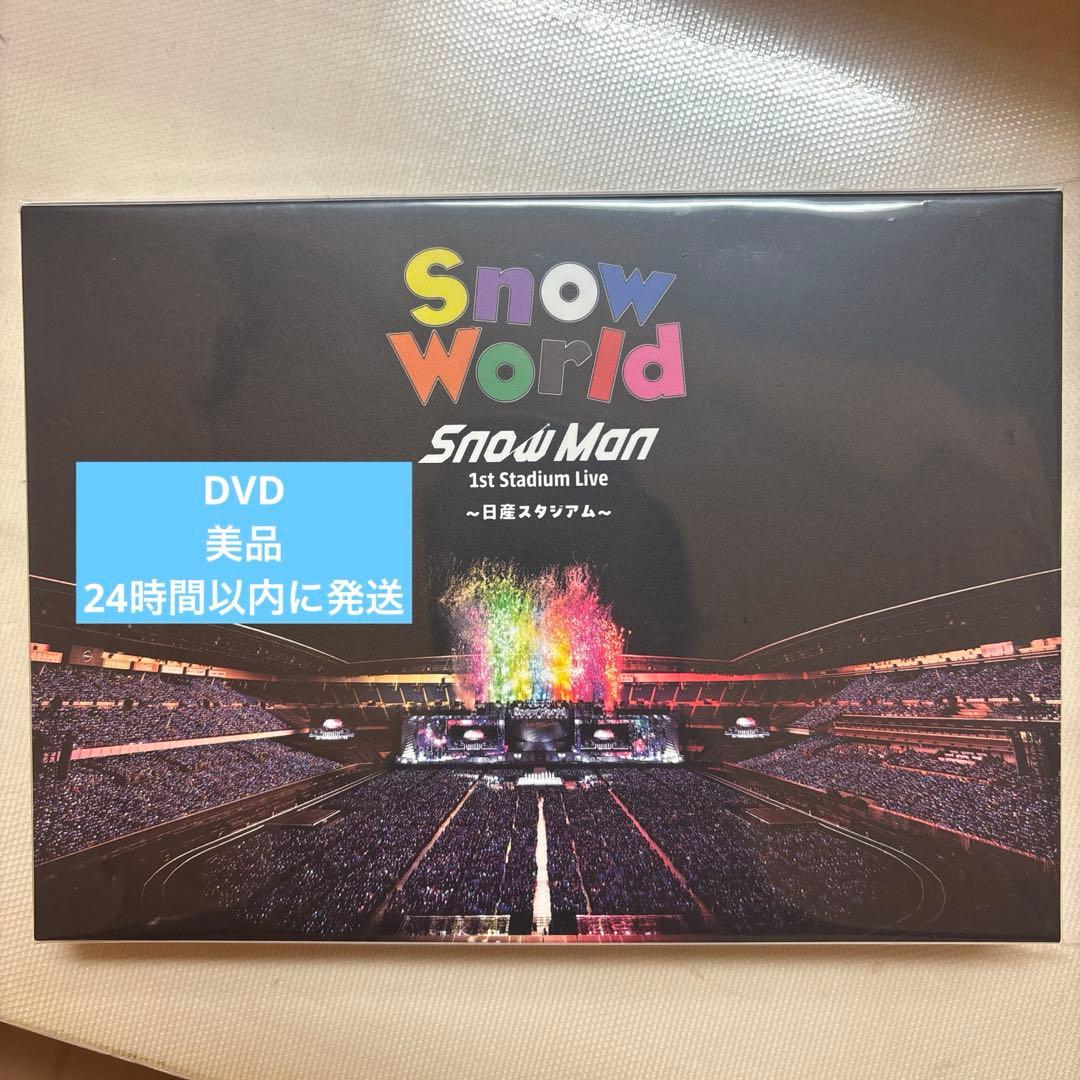 Snow
World
Snow Man
1st Stadium Live
~日産スタジアム~
DVD
美品
24時間以内に発送